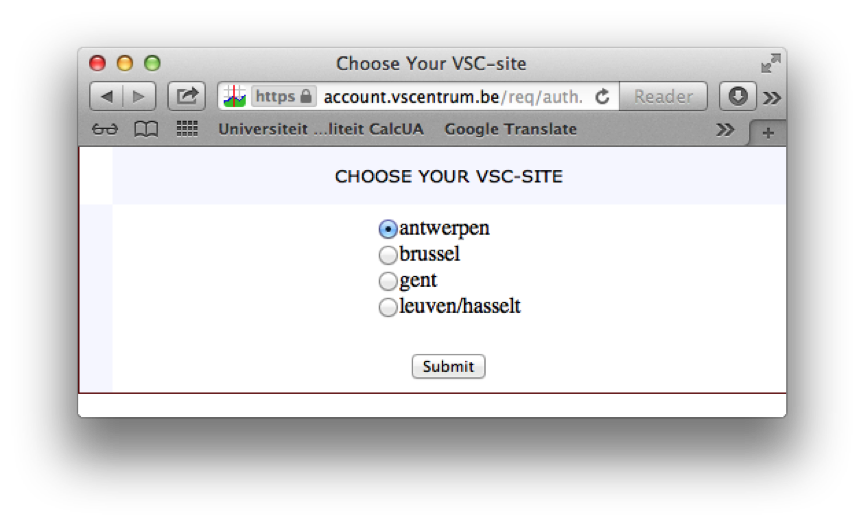 Choose Your VSC-site
https account.vscentrum.be/req/auth. Reader
Universiteit ...liteit CalcUA Google Translate
CHOOSE YOUR VSC-SITE
antwerpen
brussel
gent
leuven/hasselt
Submit